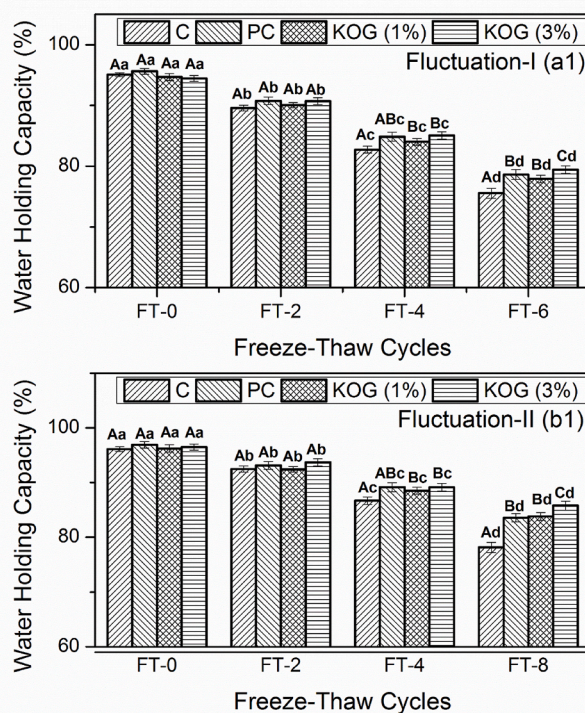 C PC KOG (1%) KOG (3%)
Fluctuation-I (a1)
Water Holding Capacity (%)
100
80
60
Aa Aa Aa Aa
Ab Ab Ab Ab
Ac ABc Bc Bc
Ad Bd Bd Cd
FT-0 FT-2 FT-4 FT-6
Freeze-Thaw Cycles
C PC KOG (1%) KOG (3%)
Fluctuation-II (b1)
Water Holding Capacity (%)
100
80
60
Aa Aa Aa Aa
Ab Ab Ab Ab
Ac ABc Bc Bc
Ad Bd Bd Cd
FT-0 FT-2 FT-4 FT-8
Freeze-Thaw Cycles